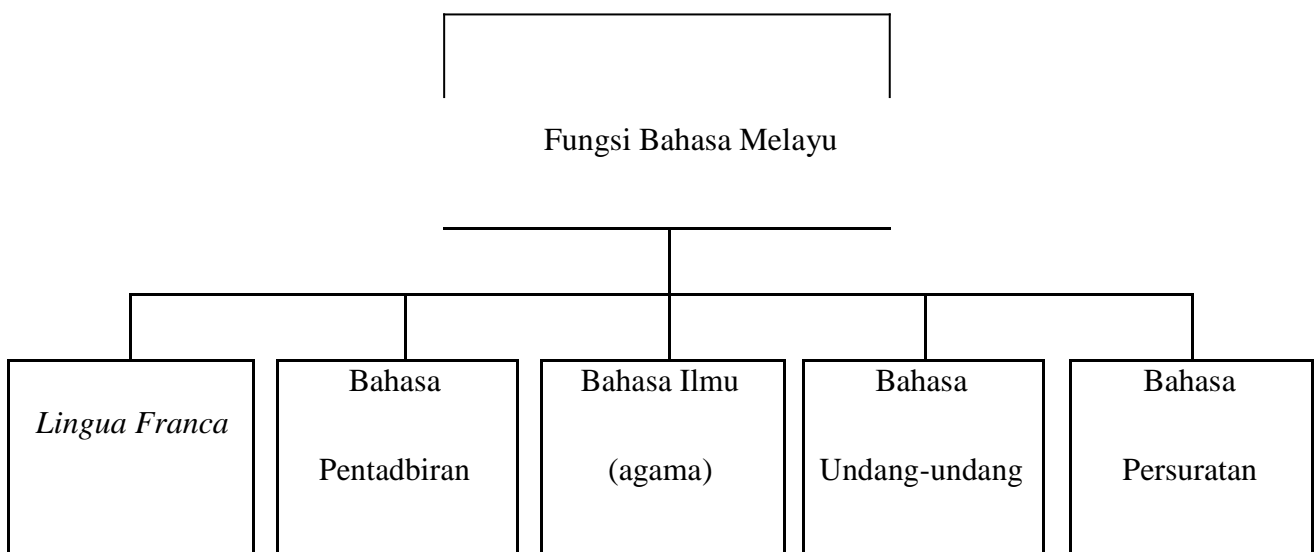 Fungsi Bahasa Melayu
Lingua Franca
Bahasa
Pentadbiran
Bahasa Ilmu
(agama)
Bahasa
Undang-undang
Bahasa
Persuratan